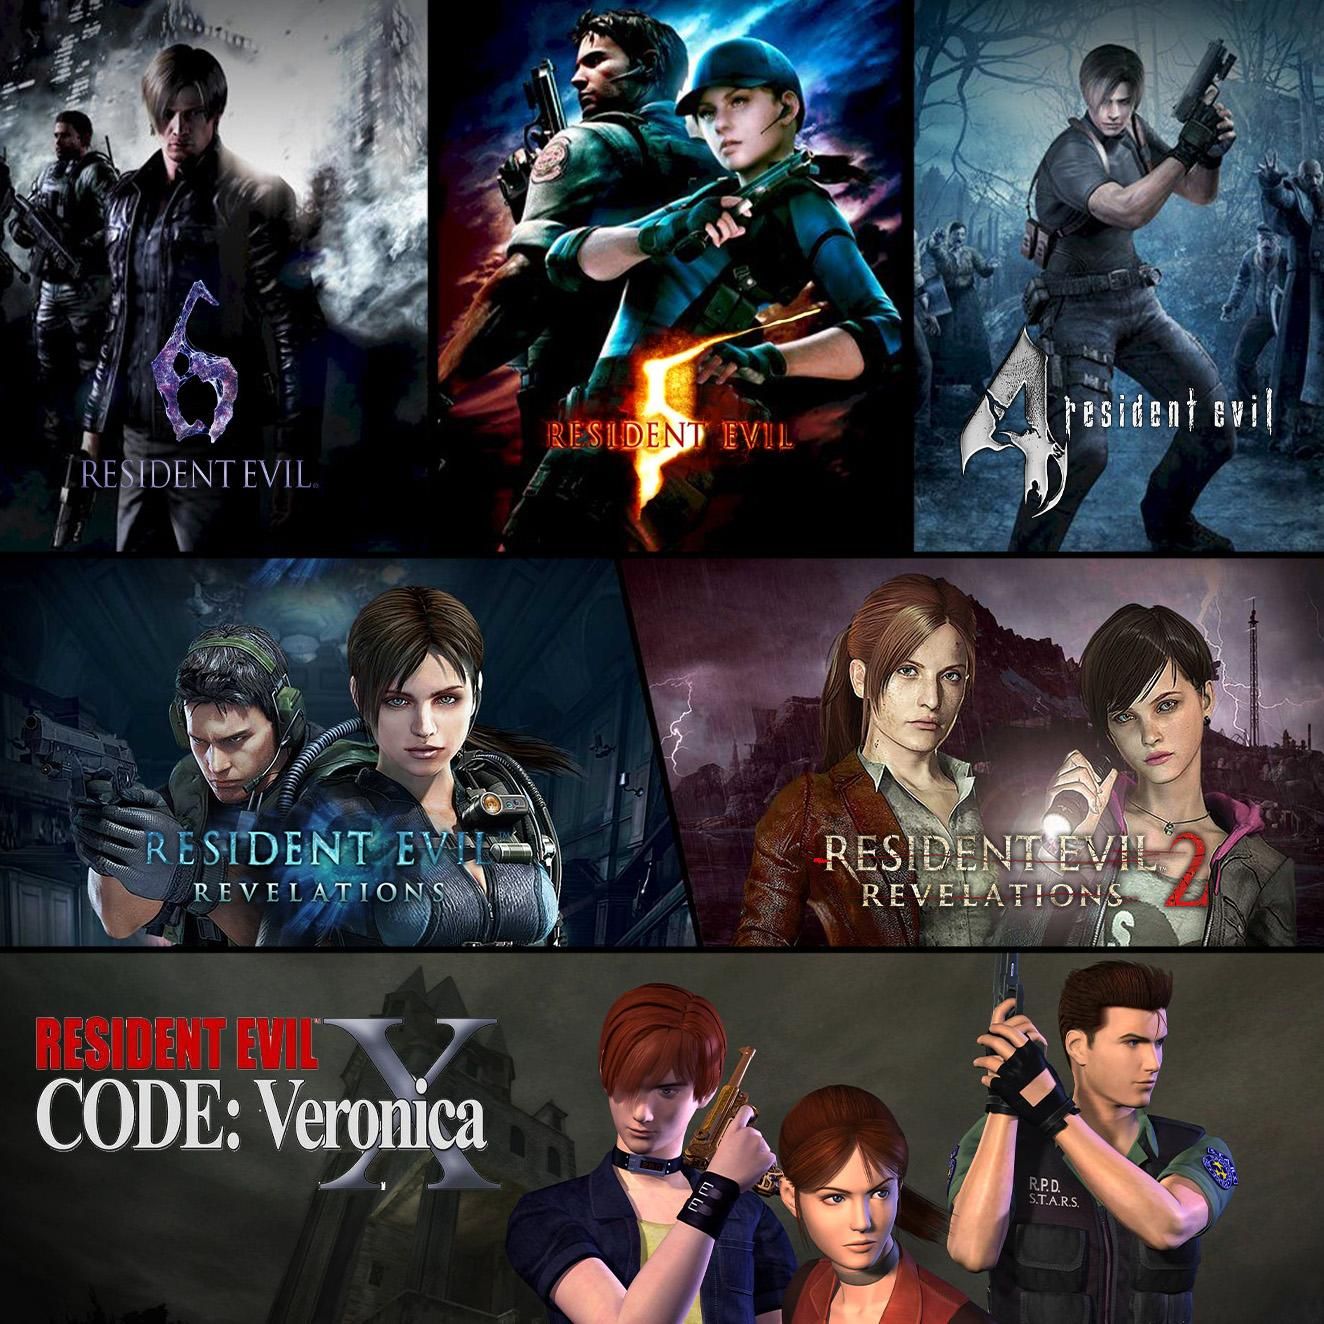 6
RESIDENT EVIL
5
RESIDENT EVIL
4
resident evil
RESIDENT EVIL™
REVELATIONS
RESIDENT EVIL
REVELATIONS 2
S
RESIDENT EVIL
CODE: Veronica
X
R.P.D.
S.T.A.R.S.